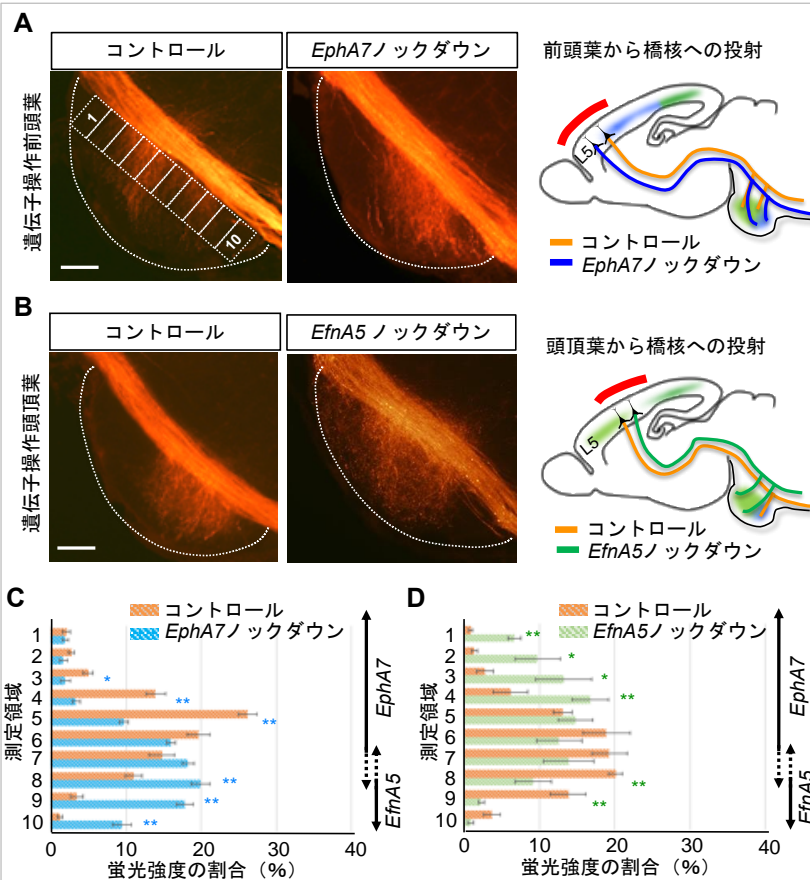 A
コントロール
EphA7ノックダウン
前頭葉から橋核への投射
遺伝子操作前頭葉
1
10
L5
コントロール
EphA7ノックダウン
B
コントロール
EfnA5 ノックダウン
頭頂葉から橋核への投射
遺伝子操作頭頂葉
L5
コントロール
EfnA5ノックダウン
C
コントロール
EphA7ノックダウン
測定領域
1
2
3 *
4 **
5 **
6
7
8 **
9 **
10 **
0 10 20 30 40
蛍光強度の割合（%）
EphA7
EfnA5
D
コントロール
EfnA5ノックダウン
測定領域
1 **
2 *
3 *
4 **
5
6
7
8 **
9 **
10
0 10 20 30 40
蛍光強度の割合（%）
EphA7
EfnA5